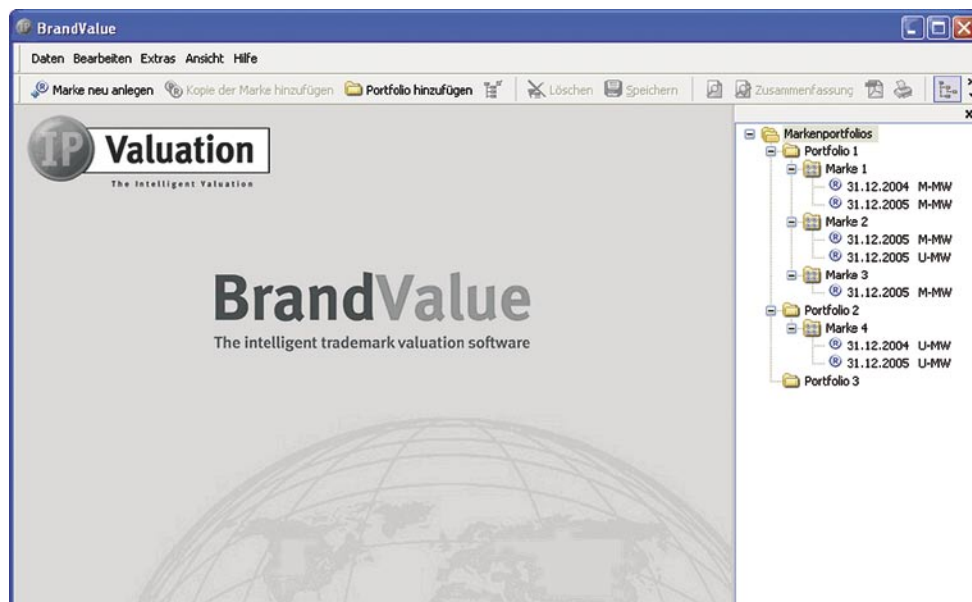 BrandValue
Daten Bearbeiten Extras Ansicht Hilfe
Marke neu anlegen Kopie der Marke hinzufügen Portfolio hinzufügen Löschen Speichern Zusammenfassung
IP Valuation
The Intelligent Valuation
BrandValue
The intelligent trademark valuation software
Markenportfolios
Portfolio 1
Marke 1
31.12.2004 M-MW
31.12.2005 M-MW
Marke 2
31.12.2005 M-MW
31.12.2005 U-MW
Marke 3
31.12.2005 M-MW
Portfolio 2
Marke 4
31.12.2004 U-MW
31.12.2005 U-MW
Portfolio 3